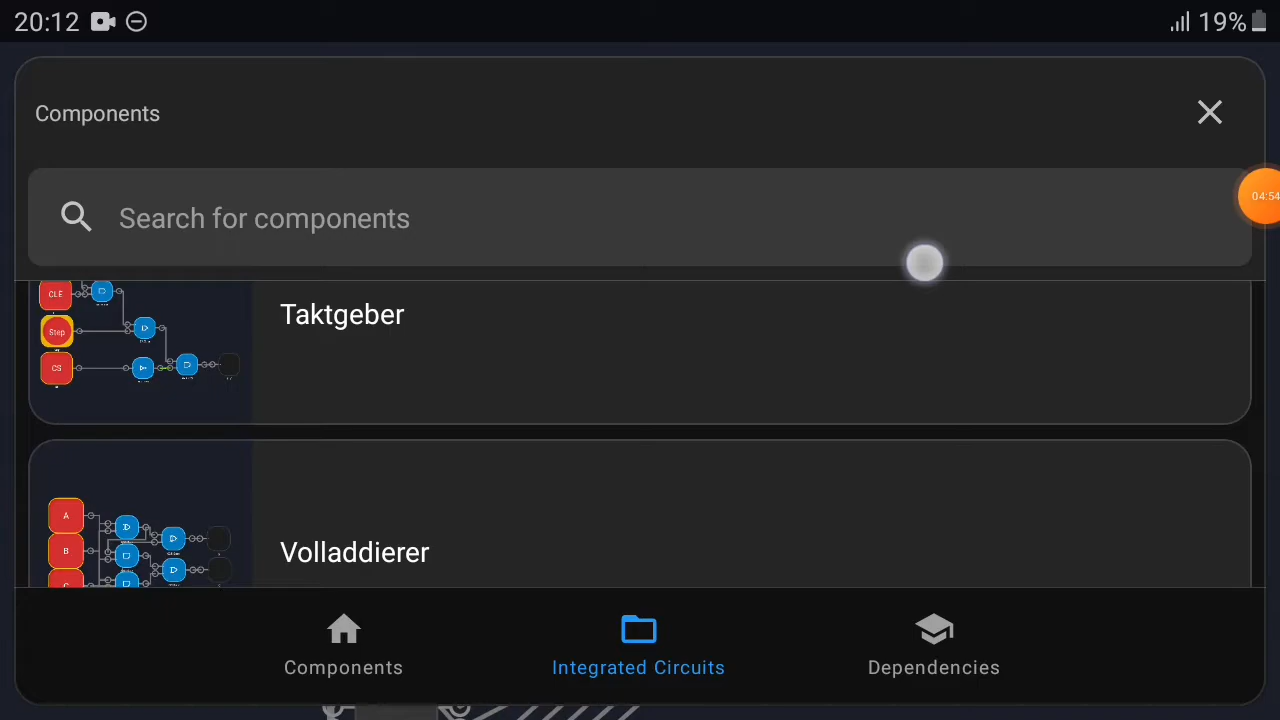 20:12
19%
Components
04:54
Search for components
CLE
Taktgeber
Step
CS
A
B
Volladdierer
Components
Integrated Circuits
Dependencies